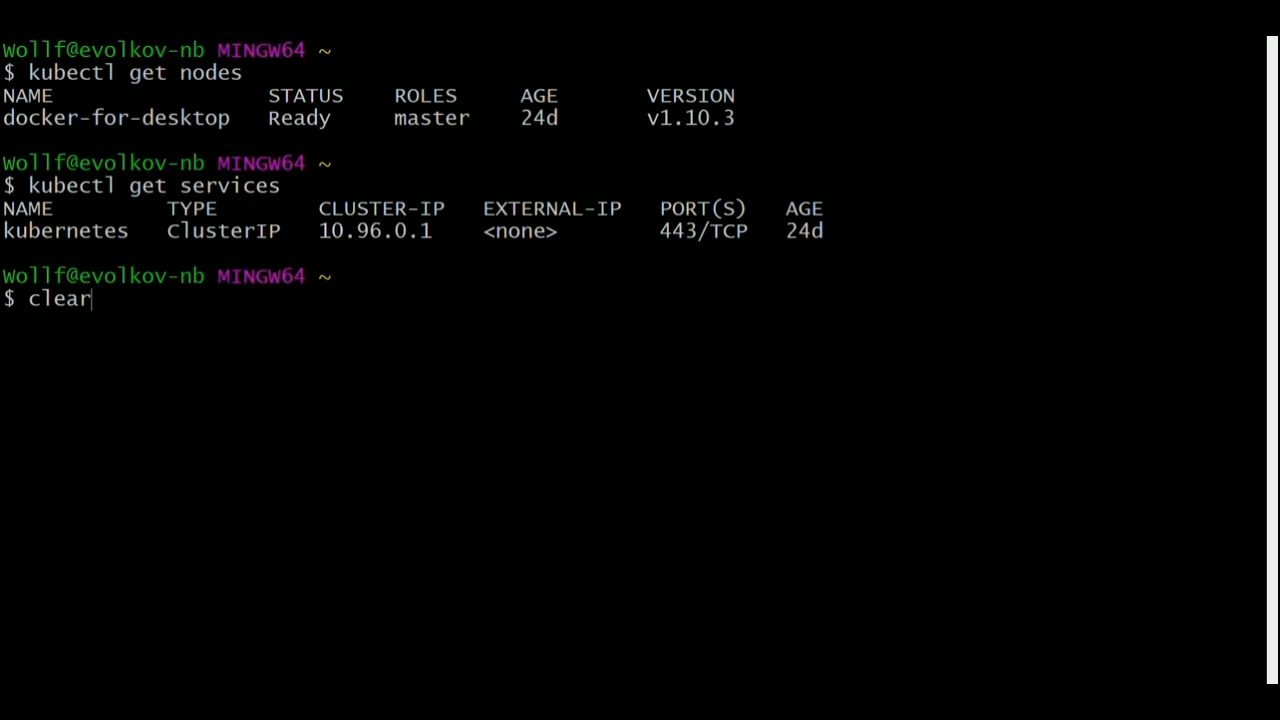 Wollf@evolkov-nb MINGW64 ~
$ kubectl get nodes
NAME STATUS ROLES AGE VERSION
docker-for-desktop Ready master 24d v1.10.3
Wollf@evolkov-nb MINGW64 ~
$ kubectl get services
NAME TYPE CLUSTER-IP EXTERNAL-IP PORT(S) AGE
kubernetes ClusterIP 10.96.0.1 <none> 443/TCP 24d
Wollf@evolkov-nb MINGW64 ~
$ clear